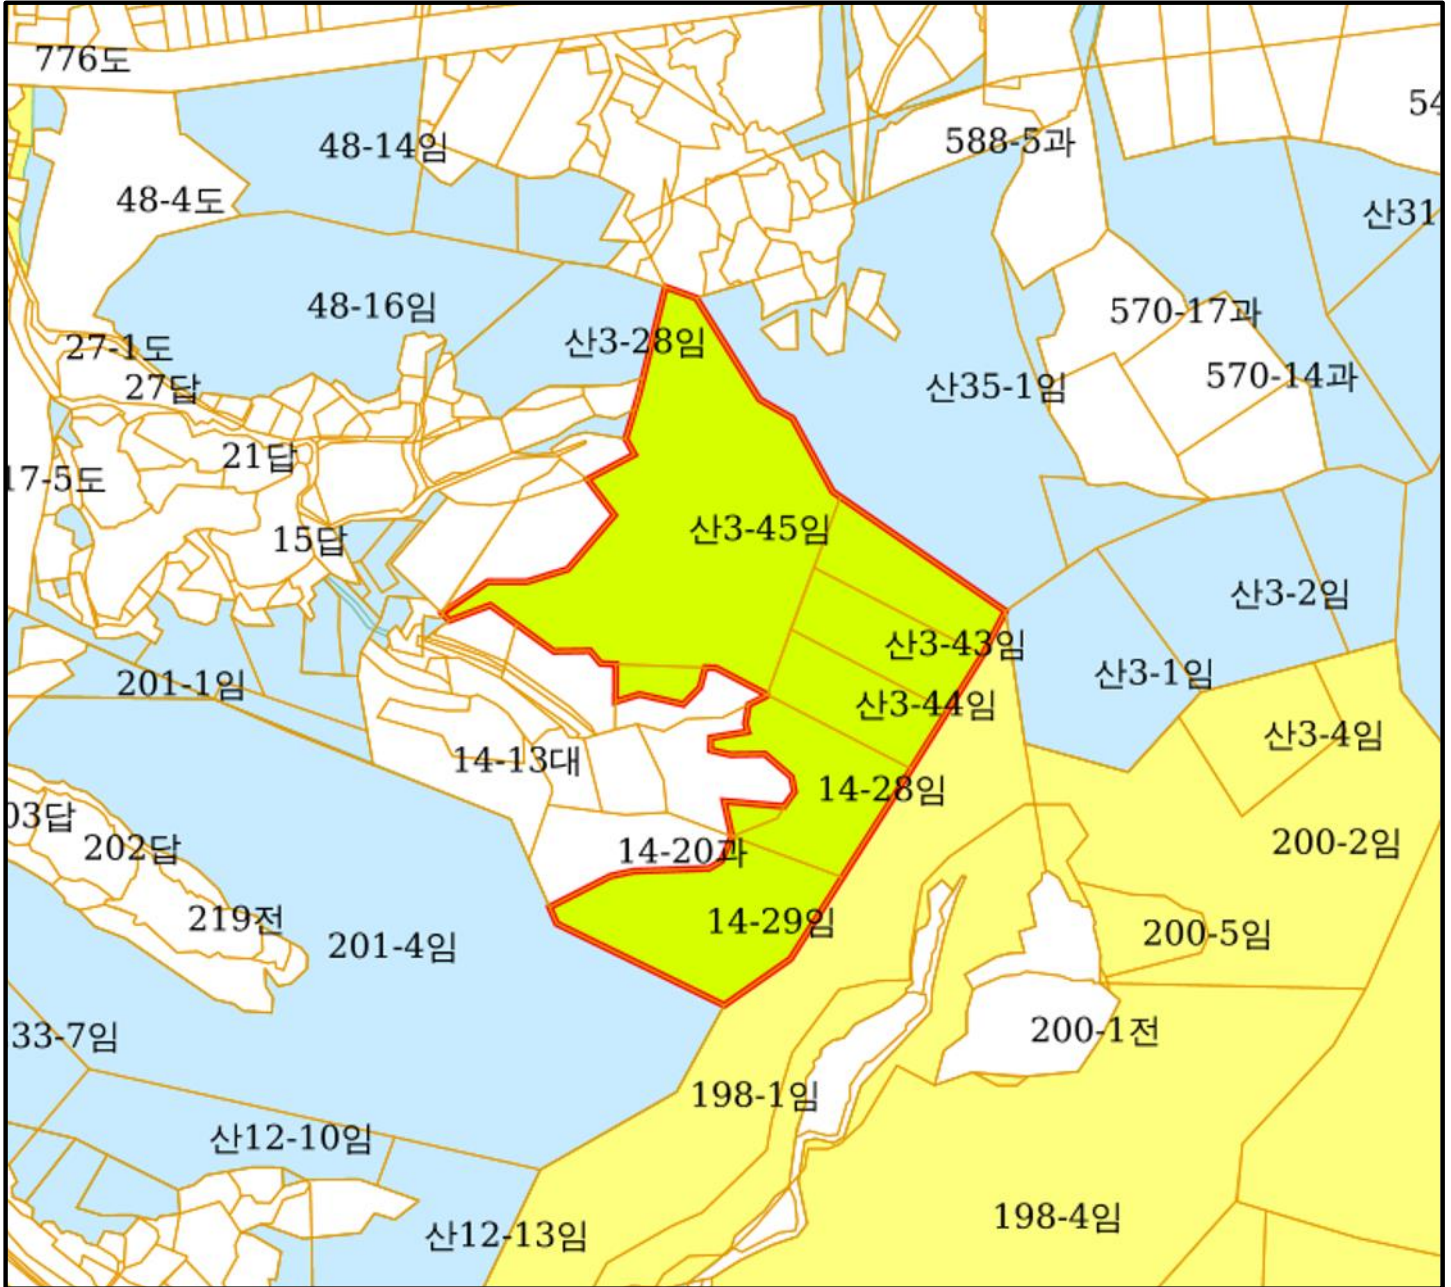 776도
54
48-14임
588-5과
48-4도
산31
48-16임
570-17과
산3-28임
27-1도
570-14과
27답
산35-1임
21답
17-5도
산3-45임
15답
산3-2임
산3-43임
산3-1임
201-1임
산3-44임
산3-4임
14-13대
14-28임
03답
200-2임
202답
14-20과
219전
14-29임
200-5임
201-4임
33-7임
200-1전
198-1임
산12-10임
198-4임
산12-13임